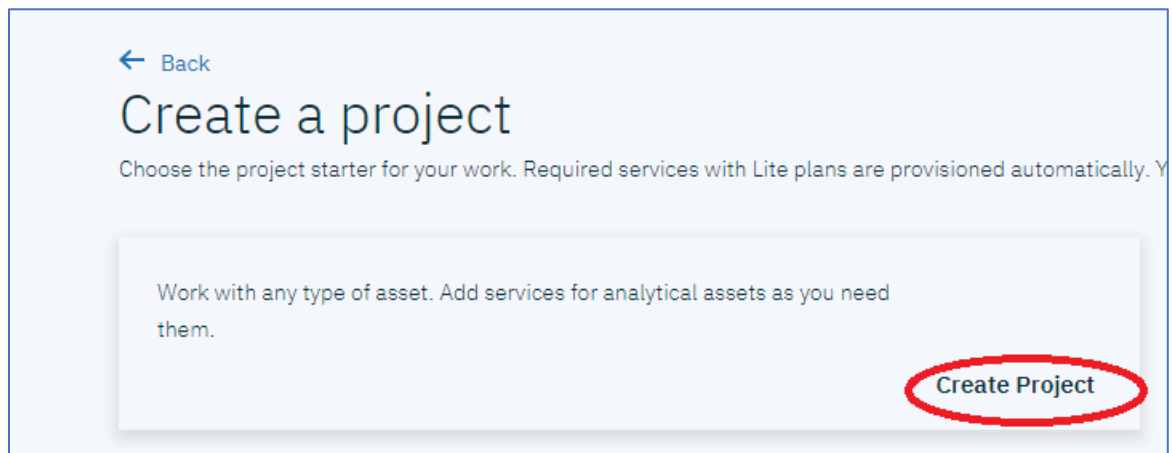 ← Back
Create a project
Choose the project starter for your work. Required services with Lite plans are provisioned automatically. Y
Work with any type of asset. Add services for analytical assets as you need
them.
Create Project